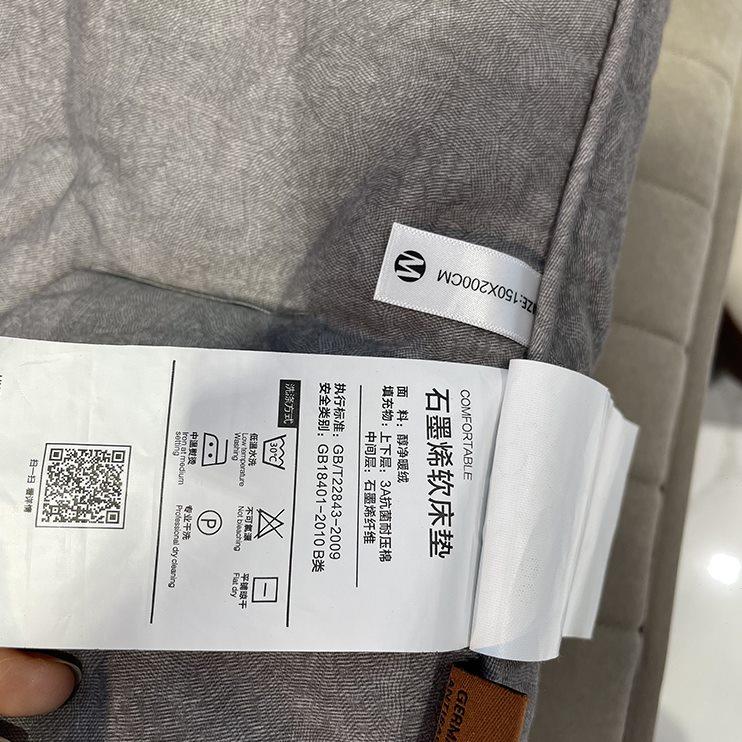 COMFORTABLE
石墨烯软床垫
面 料：醇净暖绒
填充物：上下层：3A抗菌耐压棉
中间层：石墨烯纤维
执行标准：GB/T22843-2009
安全类别：GB18401-2010 B类
洗涤方式
30℃
低温水洗
Low temperature
Washing
不可氯漂
Not bleaching
平铺晾干
Flat dry
中温熨烫
Iron at medium
setting
P
专业干洗
Professional dry cleaning
扫一扫 看详情
M
ZE:150X200CM
GERM